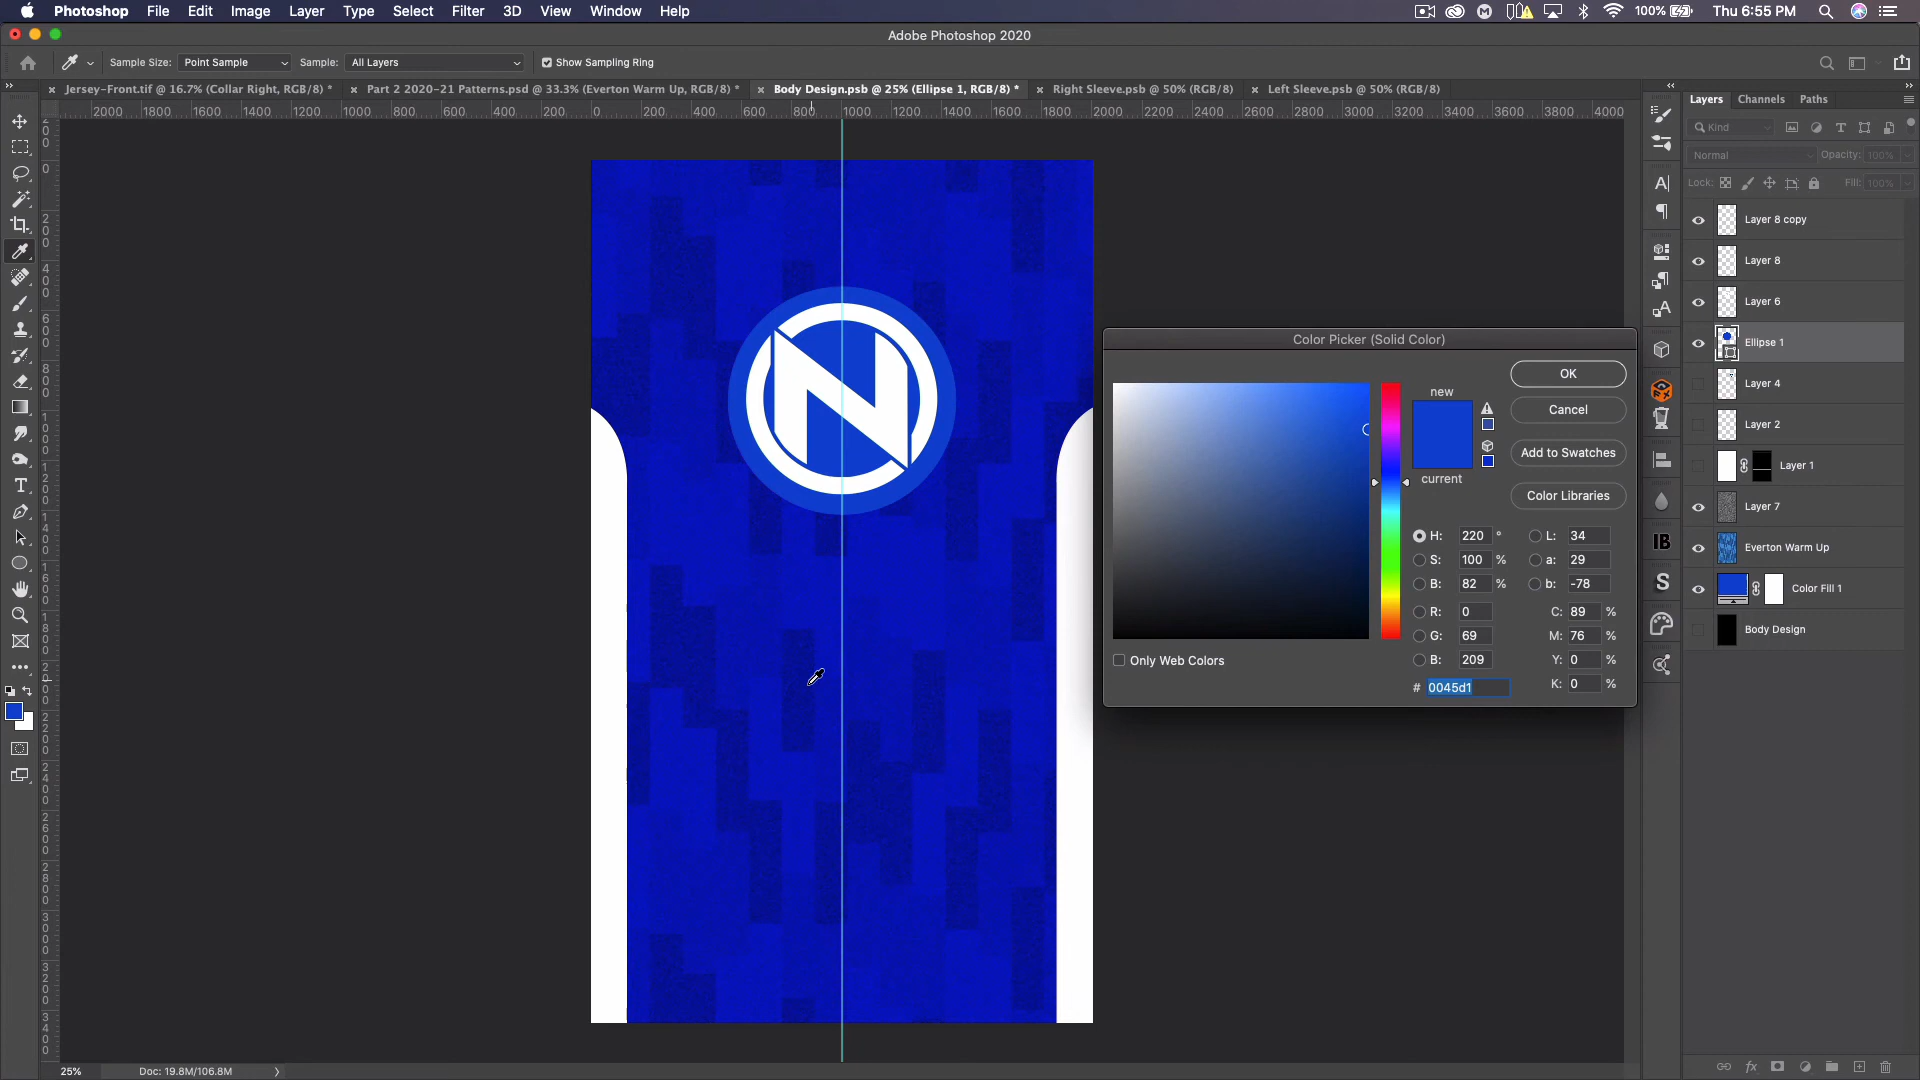 Photoshop File Edit Image Layer Type Select Filter 3D View Window Help 100% Thu 6:55 PM
Adobe Photoshop 2020
Sample Size: Point Sample Sample: All Layers Show Sampling Ring
Jersey-Front.tif @ 16.7% (Collar Right, RGB/8) * Part 2 2020-21 Patterns.psd @ 33.3% (Everton Warm Up, RGB/8) * Body Design.psb @ 25% (Ellipse 1, RGB/8) * Right Sleeve.psb @ 50% (RGB/8) Left Sleeve.psb @ 50% (RGB/8)
2000 1800 1600 1400 1200 1000 800 600 400 200 0 200 400 600 800 1000 1200 1400 1600 1800 2000 2200 2400 2600 2800 3000 3200 3400 3600 3800 4000
Layers Channels Paths
Kind
Normal Opacity: 100%
Lock: Fill: 100%
Layer 8 copy
Layer 8
Layer 6
Ellipse 1
Layer 4
Layer 2
Layer 1
Layer 7
Everton Warm Up
Color Fill 1
Body Design
N
Color Picker (Solid Color)
new
current
OK
Cancel
Add to Swatches
Color Libraries
H: 220 ° L: 34
S: 100 % a: 29
B: 82 % b: -78
R: 0 C: 89 %
G: 69 M: 76 %
B: 209 Y: 0 %
# 0045d1 K: 0 %
Only Web Colors
25% Doc: 19.8M/106.8M